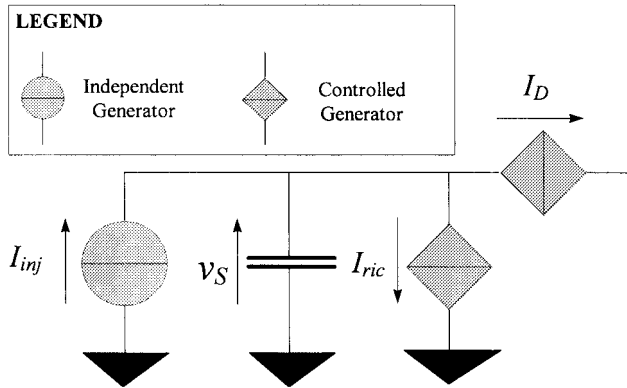 LEGEND
Independent
Generator
Controlled
Generator
I_D
I_inj
v_S
I_ric